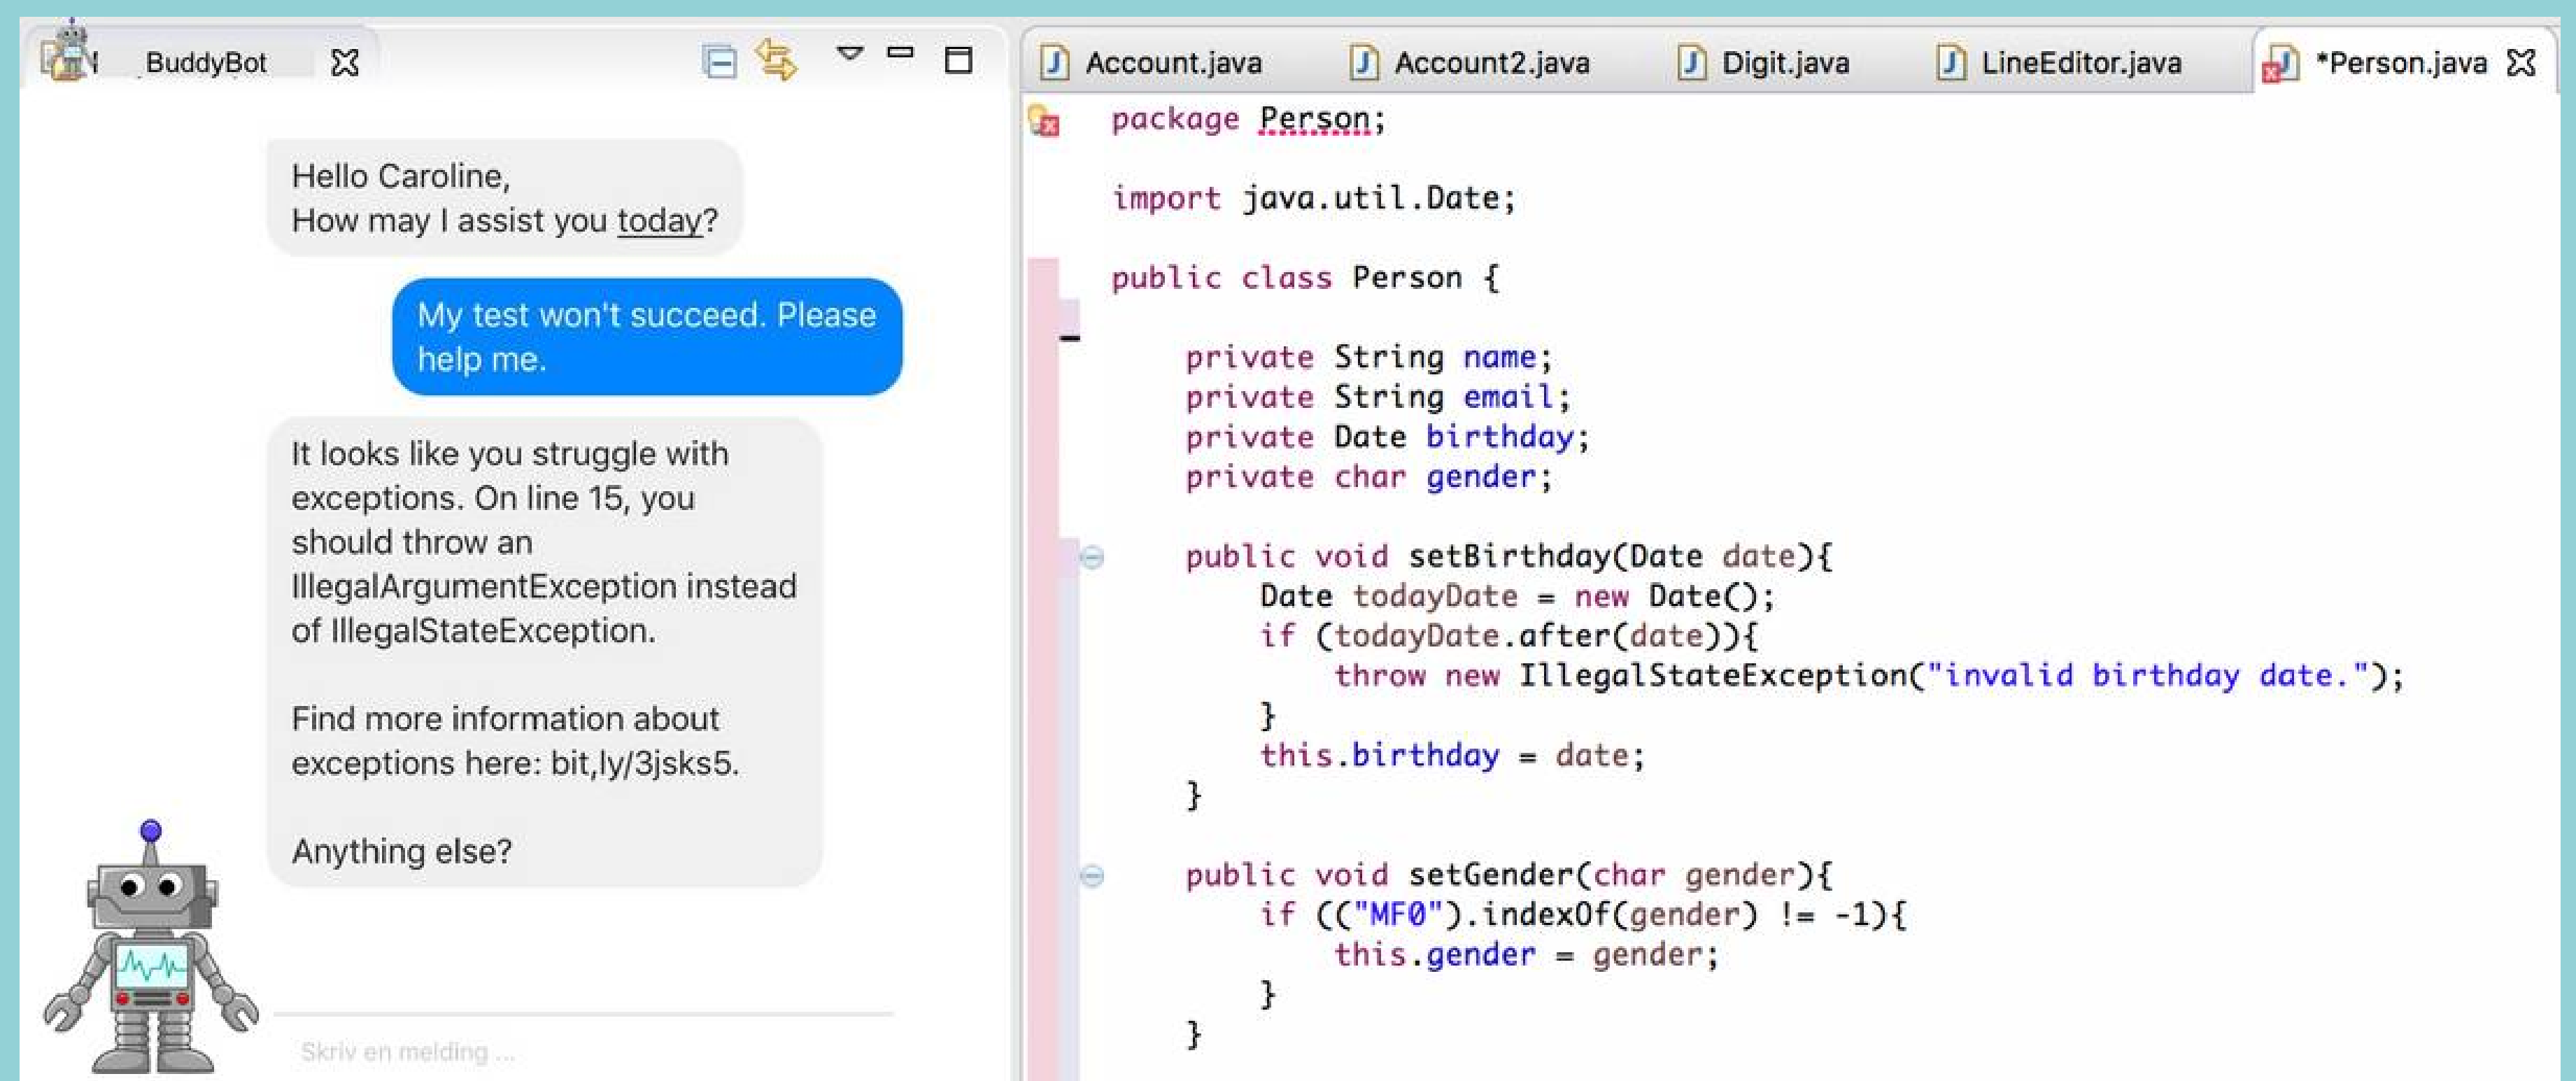 BuddyBot
Hello Caroline,
How may I assist you today?
My test won't succeed. Please
help me.
It looks like you struggle with
exceptions. On line 15, you
should throw an
IllegalArgumentException instead
of IllegalStateException.
Find more information about
exceptions here: bit,ly/3jsks5.
Anything else?
Skriv en melding ...
Account.java Account2.java Digit.java LineEditor.java *Person.java
package Person;
import java.util.Date;
public class Person {
private String name;
private String email;
private Date birthday;
private char gender;
public void setBirthday(Date date){
Date todayDate = new Date();
if (todayDate.after(date)){
throw new IllegalStateException("invalid birthday date.");
}
this.birthday = date;
}
public void setGender(char gender){
if (("MF0").indexOf(gender) != -1){
this.gender = gender;
}
}